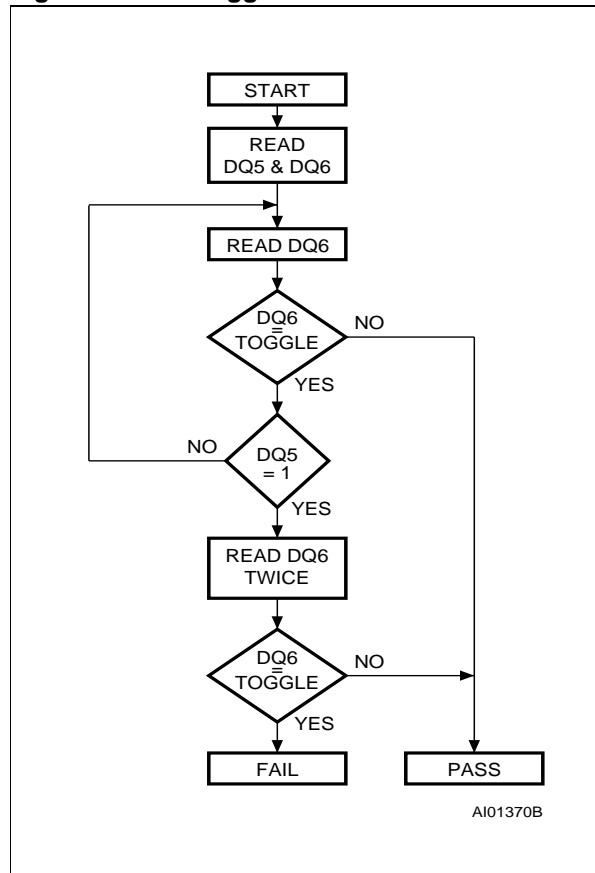 START
READ
DQ5 & DQ6
READ DQ6
DQ6
=
TOGGLE
NO
YES
NO
DQ5
= 1
YES
READ DQ6
TWICE
DQ6
=
TOGGLE
NO
YES
FAIL
PASS
AI01370B